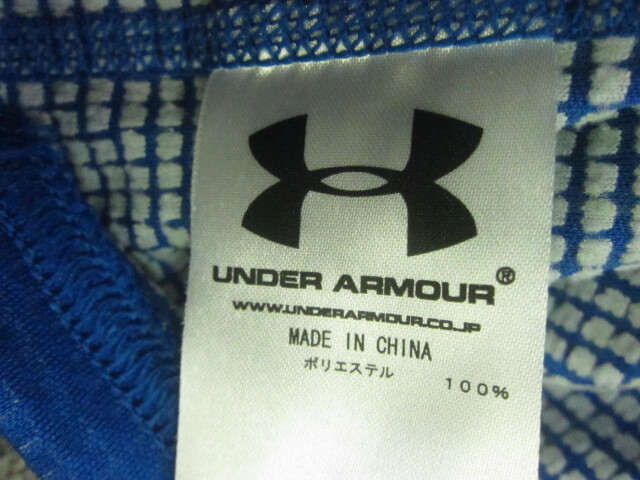 UNDER ARMOUR®
WWW.UNDERARMOUR.CO.JP
MADE IN CHINA
ポリエステル 100%